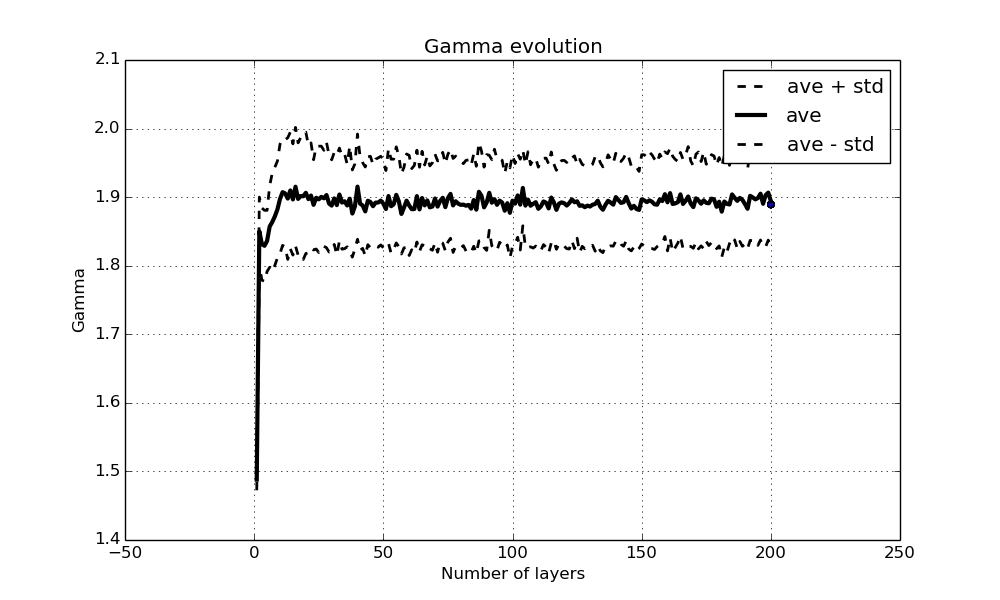 Gamma evolution
2.1
2.0
1.9
1.8
1.7
1.6
1.5
1.4
Gamma
ave + std
ave
ave - std
−50 0 50 100 150 200 250
Number of layers